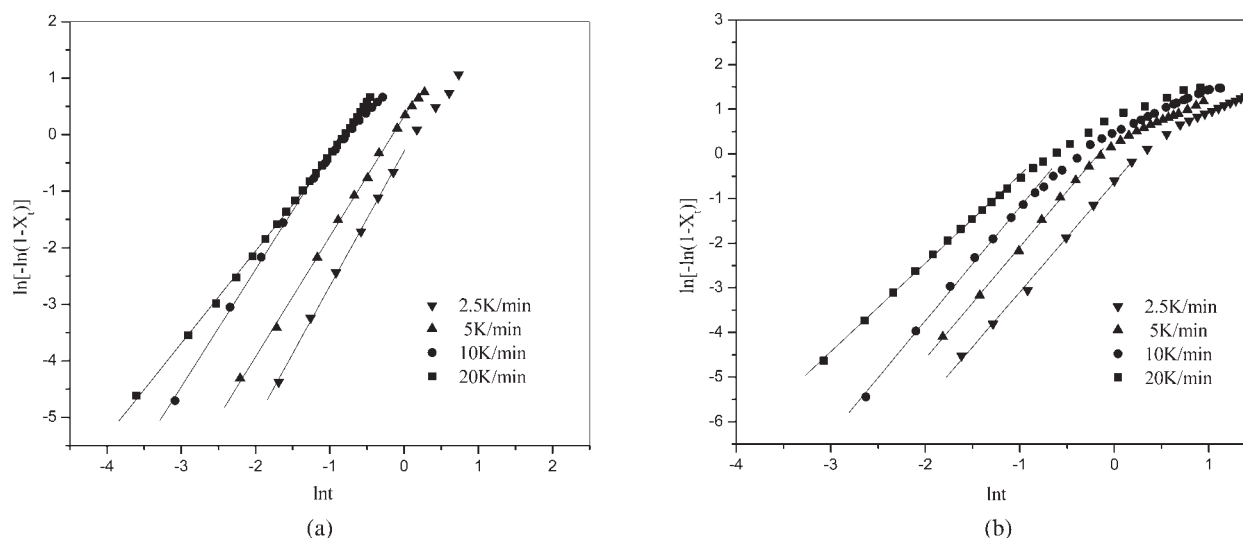 2
1
0
-1
-2
-3
-4
-5
ln[-ln(1-Xt)]
2.5K/min
5K/min
10K/min
20K/min
-4 -3 -2 -1 0 1 2
lnt
(a)
3
2
1
0
-1
-2
-3
-4
-5
-6
ln[-ln(1-Xt)]
2.5K/min
5K/min
10K/min
20K/min
-4 -3 -2 -1 0 1
lnt
(b)